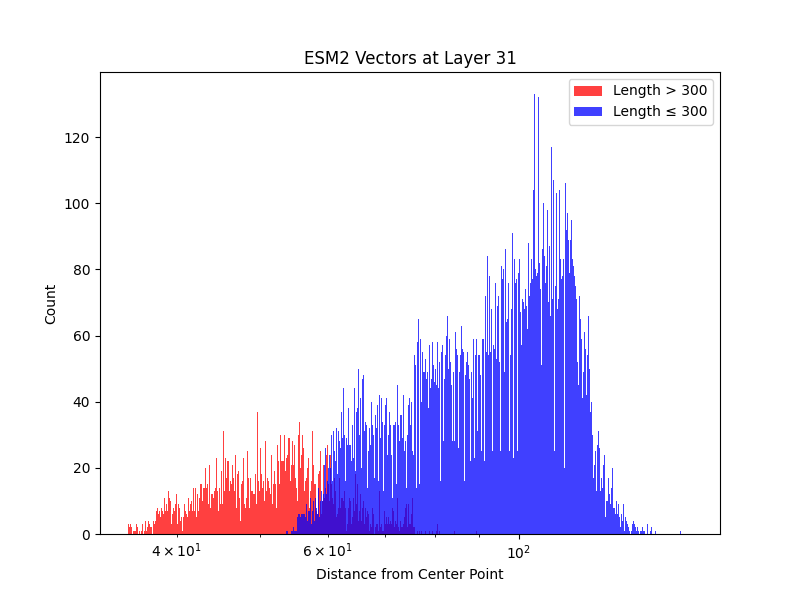 ESM2 Vectors at Layer 31
Length > 300
Length ≤ 300
Count
120
100
80
60
40
20
0
4 × 10¹
6 × 10¹
10²
Distance from Center Point